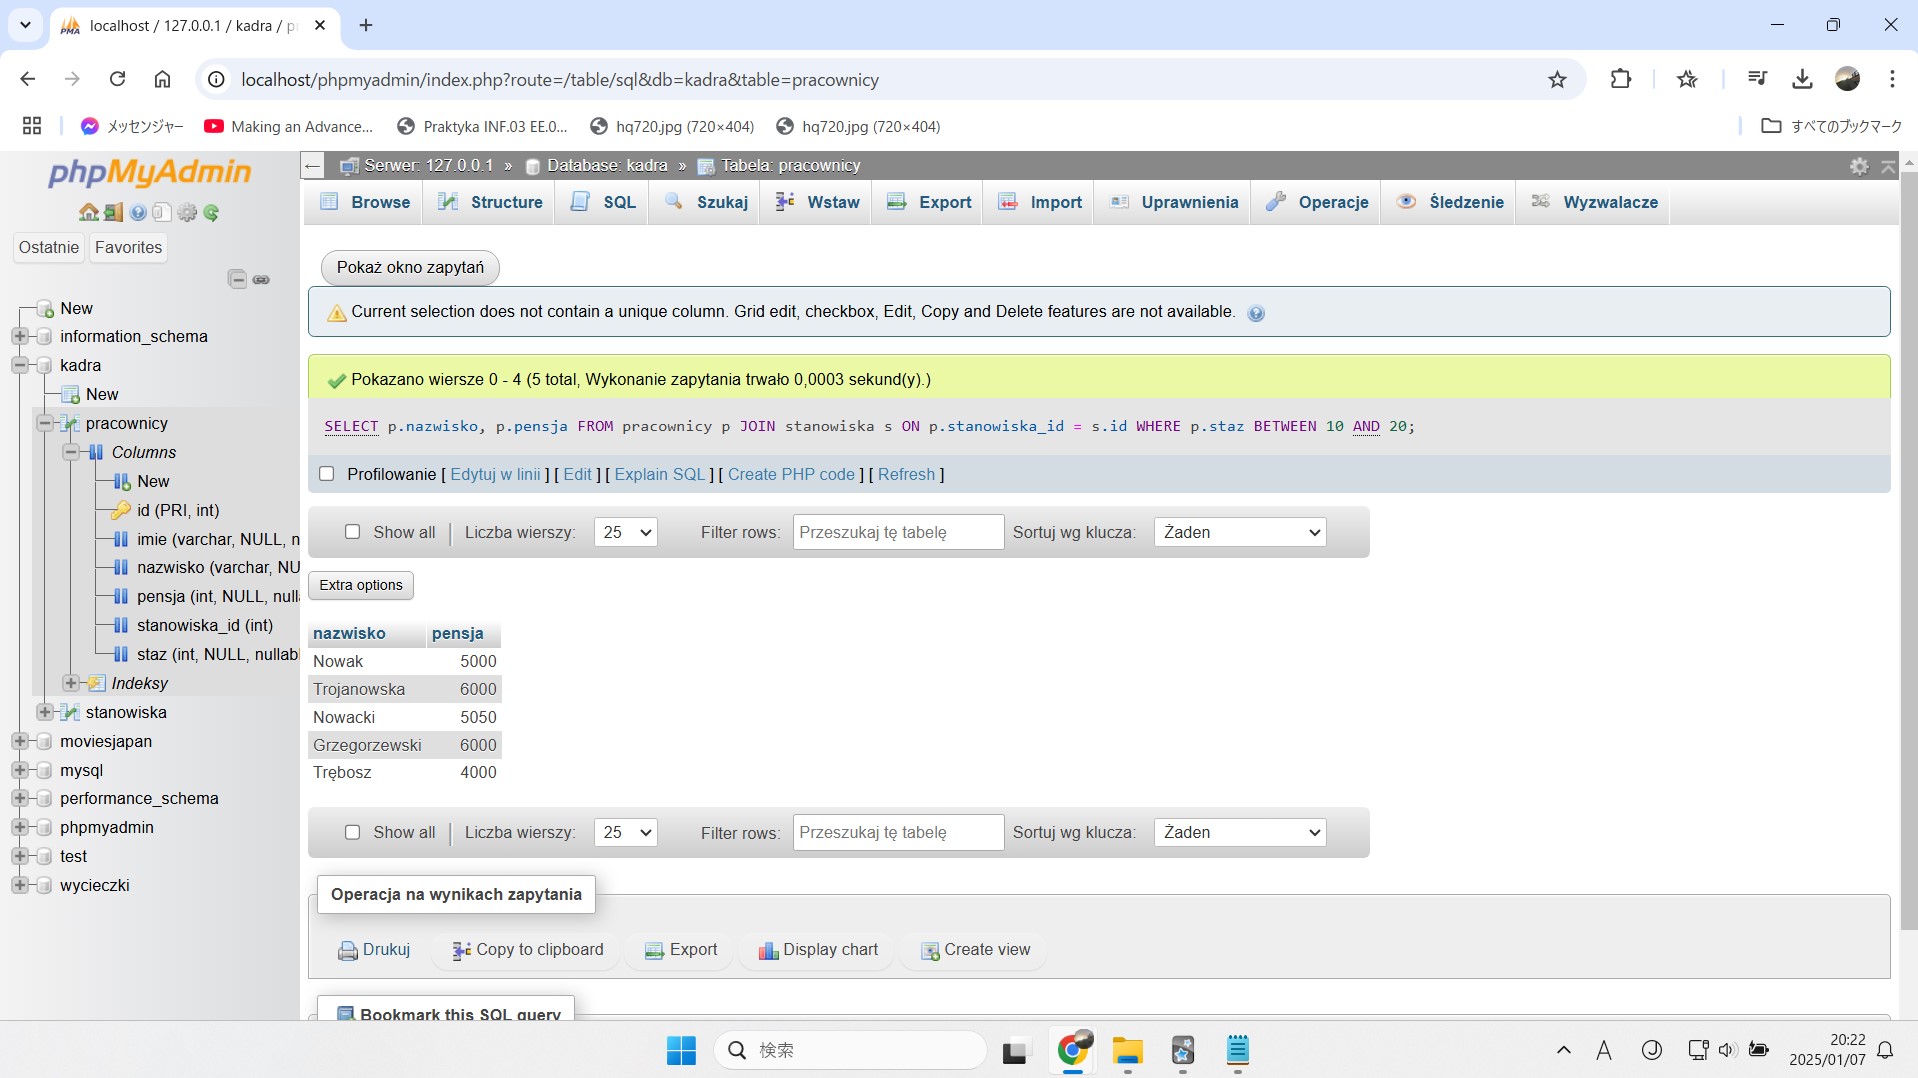 localhost / 127.0.0.1 / kadra / pr
localhost/phpmyadmin/index.php?route=/table/sql&db=kadra&table=pracownicy
メッセンジャー
Making an Advance...
Praktyka INF.03 EE.0...
hq720.jpg (720×404)
hq720.jpg (720×404)
すべてのブックマーク
phpMyAdmin
Ostatnie
Favorites
New
information_schema
kadra
New
pracownicy
Columns
New
id (PRI, int)
imie (varchar, NULL, n
nazwisko (varchar, NU
pensja (int, NULL, null
stanowiska_id (int)
staz (int, NULL, nullabl
Indeksy
stanowiska
moviesjapan
mysql
performance_schema
phpmyadmin
test
wycieczki
Serwer: 127.0.0.1 » Database: kadra » Tabela: pracownicy
Browse
Structure
SQL
Szukaj
Wstaw
Export
Import
Uprawnienia
Operacje
Śledzenie
Wyzwalacze
Pokaż okno zapytań
Current selection does not contain a unique column. Grid edit, checkbox, Edit, Copy and Delete features are not available.
Pokazano wiersze 0 - 4 (5 total, Wykonanie zapytania trwało 0,0003 sekund(y).)
SELECT p.nazwisko, p.pensja FROM pracownicy p JOIN stanowiska s ON p.stanowiska_id = s.id WHERE p.staz BETWEEN 10 AND 20;
Profilowanie [ Edytuj w linii ] [ Edit ] [ Explain SQL ] [ Create PHP code ] [ Refresh ]
Show all
Liczba wierszy: 25
Filter rows: Przeszukaj tę tabelę
Sortuj wg klucza: Żaden
Extra options
nazwisko pensja
Nowak 5000
Trojanowska 6000
Nowacki 5050
Grzegorzewski 6000
Trębosz 4000
Show all
Liczba wierszy: 25
Filter rows: Przeszukaj tę tabelę
Sortuj wg klucza: Żaden
Operacja na wynikach zapytania
Drukuj
Copy to clipboard
Export
Display chart
Create view
Bookmark this SQL query
検索
A
20:22
2025/01/07